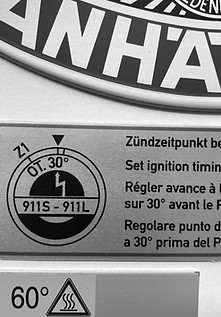 ANHÄ
Z1
OT. 30°
911S - 911L
Zündzeitpunkt be
Set ignition timin
Régler avance à l
sur 30° avant le P
Regolare punto d
a 30° prima del P
60°